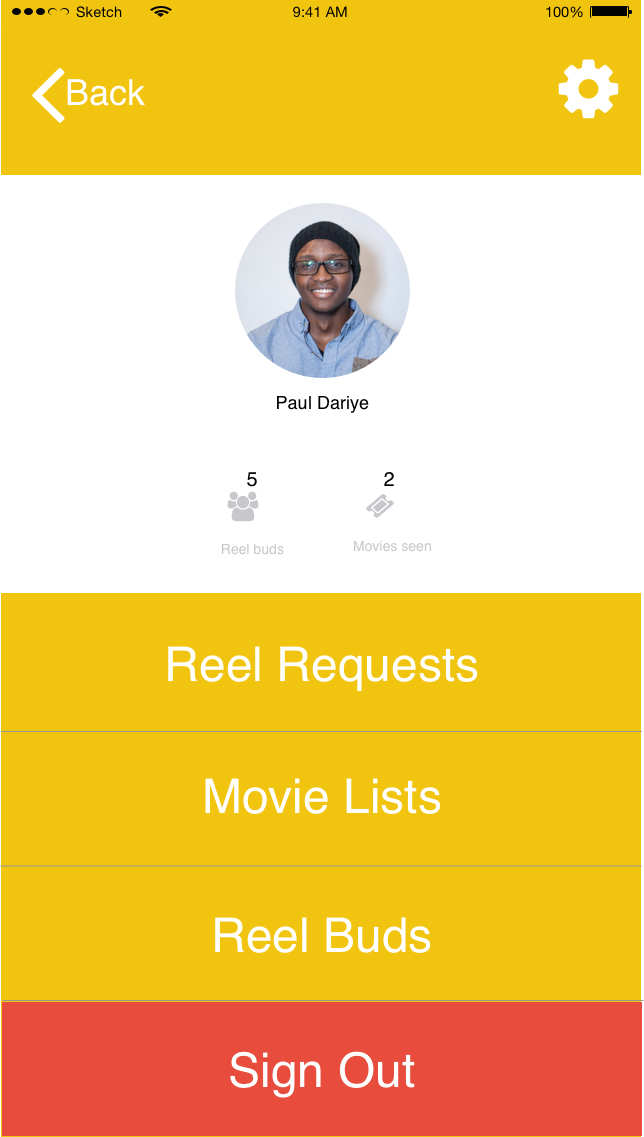 Sketch 9:41 AM 100%
Back
Paul Dariye
5 2
Reel buds Movies seen
Reel Requests
Movie Lists
Reel Buds
Sign Out